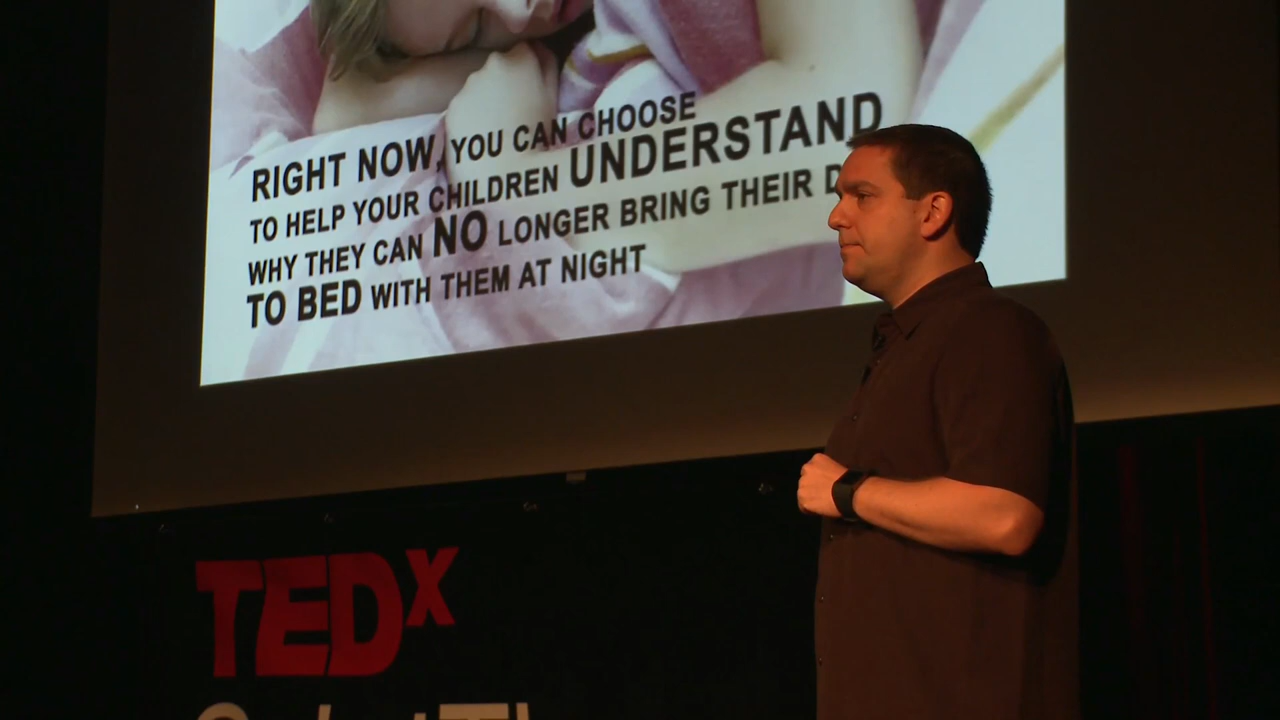 RIGHT NOW, YOU CAN CHOOSE
TO HELP YOUR CHILDREN UNDERSTAND
WHY THEY CAN NO LONGER BRING THEIR
TO BED WITH THEM AT NIGHT
TEDx